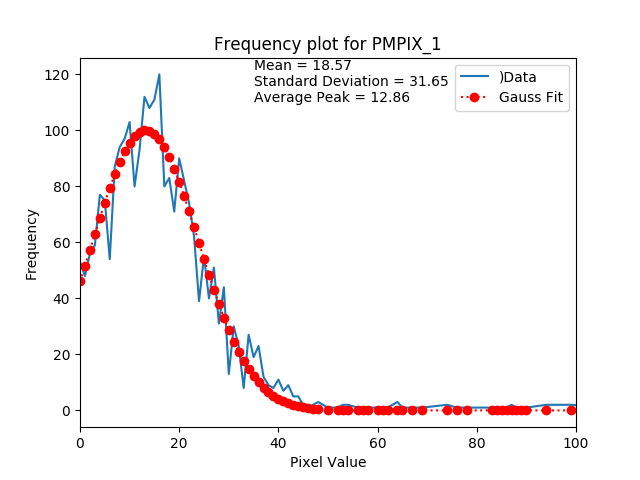 Frequency plot for PMPIX_1
Mean = 18.57
Standard Deviation = 31.65
Average Peak = 12.86
)Data
Gauss Fit
Frequency
120
100
80
60
40
20
0
0 20 40 60 80 100
Pixel Value